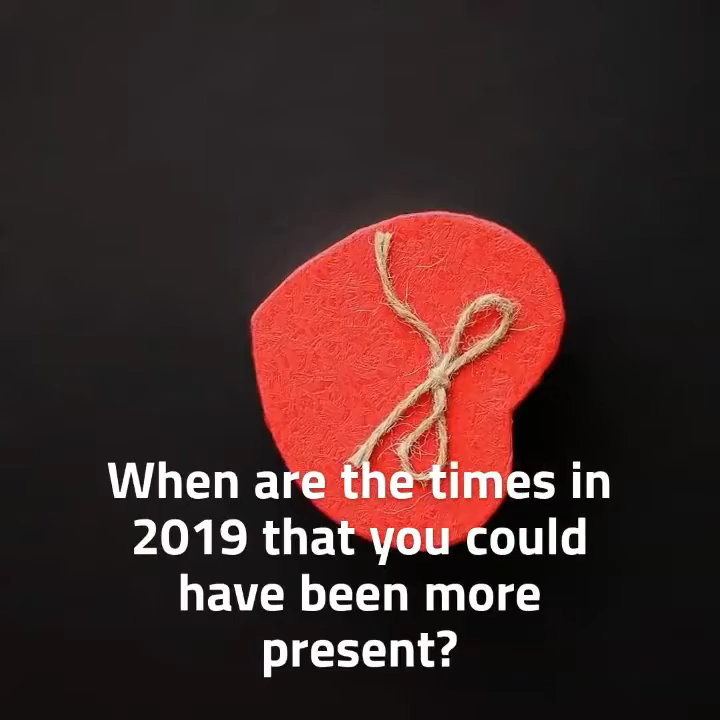 When are the times in
2019 that you could
have been more
present?